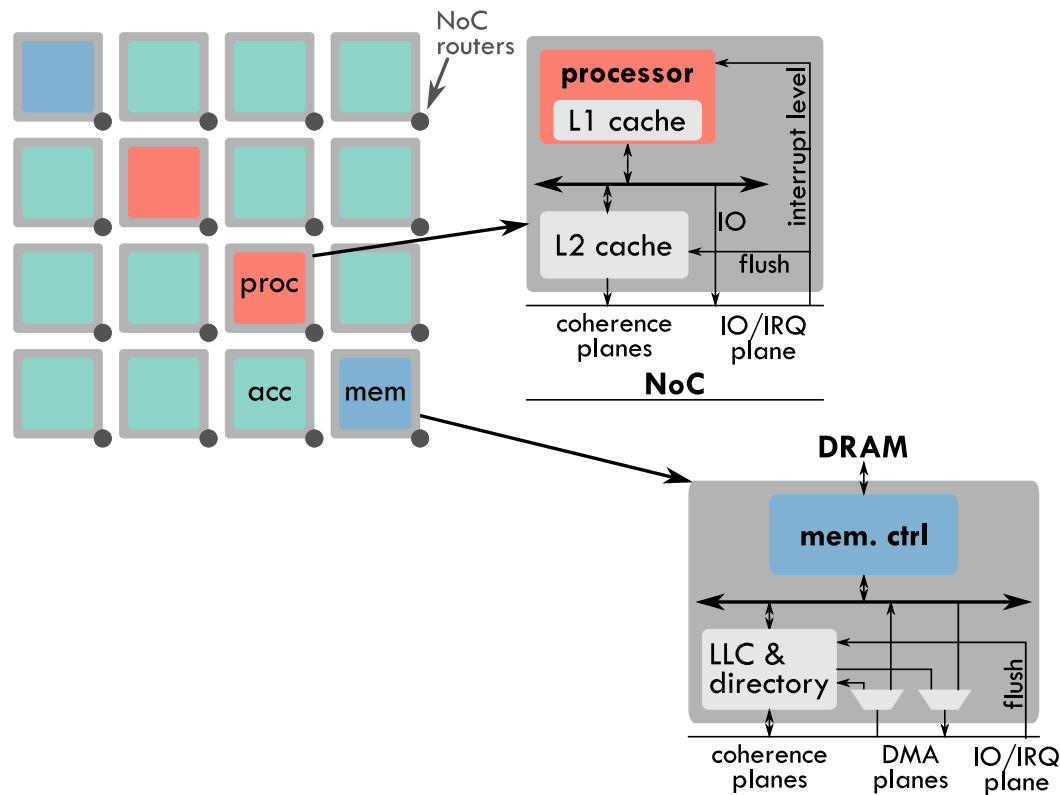 NoC
routers
proc
acc
mem
processor
L1 cache
interrupt level
IO
L2 cache
flush
coherence
planes
IO/IRQ
plane
NoC
DRAM
mem. ctrl
LLC &
directory
flush
coherence
planes
DMA
planes
IO/IRQ
plane